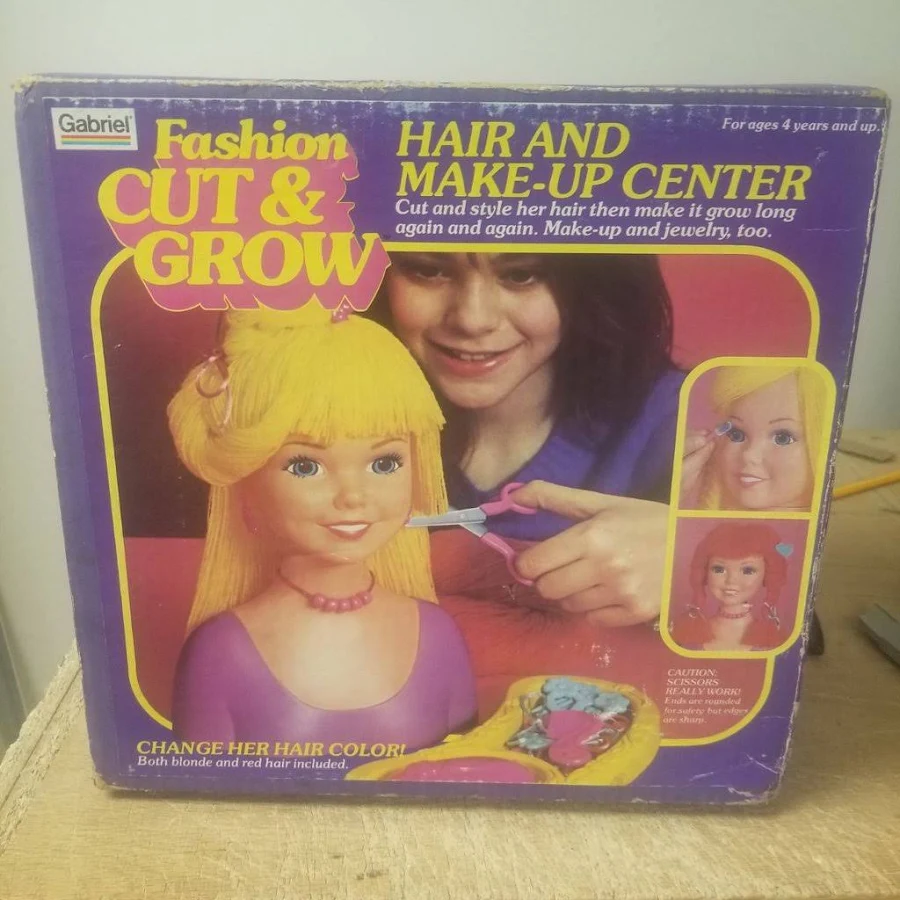 Gabriel®
Fashion
CUT &
GROW
HAIR AND
MAKE-UP CENTER
Cut and style her hair then make it grow long
again and again. Make-up and jewelry, too.
For ages 4 years and up.
CAUTION:
SCISSORS
REALLY WORK!
Ends are rounded
for safety but edges
are sharp.
CHANGE HER HAIR COLOR!
Both blonde and red hair included.